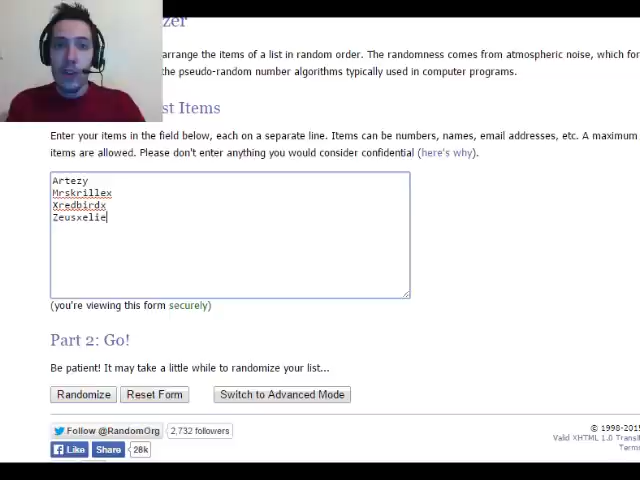 zer
arrange the items of a list in random order. The randomness comes from atmospheric noise, which for
the pseudo-random number algorithms typically used in computer programs.
st Items
Enter your items in the field below, each on a separate line. Items can be numbers, names, email addresses, etc. A maximum
items are allowed. Please don't enter anything you would consider confidential (here's why).
Artezy
Mrskrillex
Xredbirdx
Zeusxelie
(you're viewing this form securely)
Part 2: Go!
Be patient! It may take a little while to randomize your list...
Randomize Reset Form Switch to Advanced Mode
Follow @RandomOrg 2,732 followers
© 1998-2015
Valid XHTML 1.0 Transit
Like Share 28k
Terms